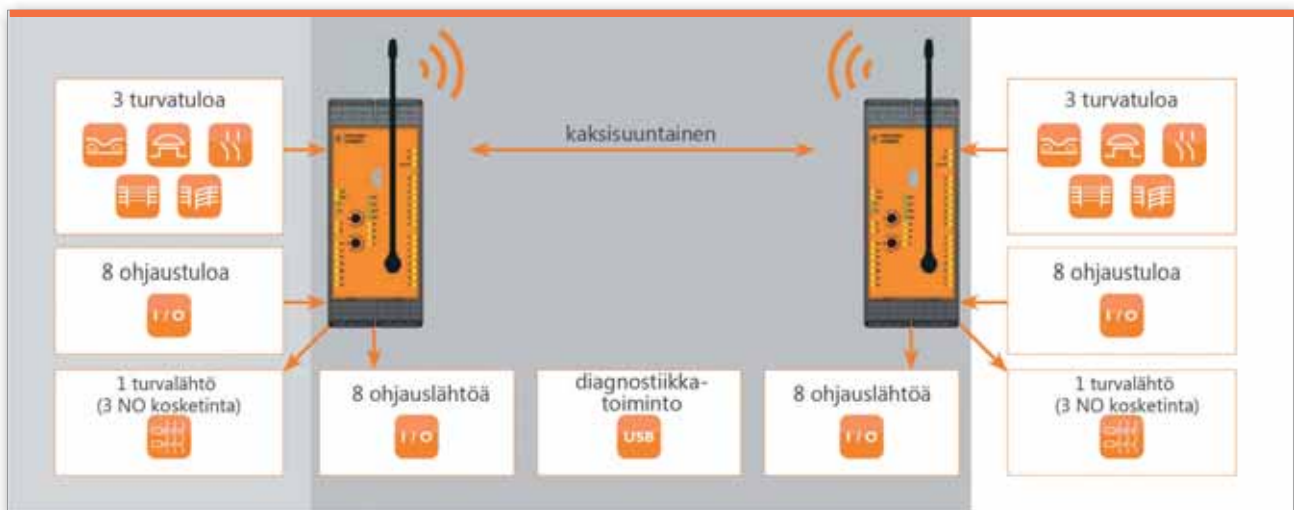 3 turvatuloa
8 ohjaustuloa
I/O
1 turvalähtö
(3 NO kosketinta)
kaksisuuntainen
8 ohjauslähtöä
I/O
diagnostiikka-
toiminto
USB
8 ohjauslähtöä
I/O
3 turvatuloa
8 ohjaustuloa
I/O
1 turvalähtö
(3 NO kosketinta)